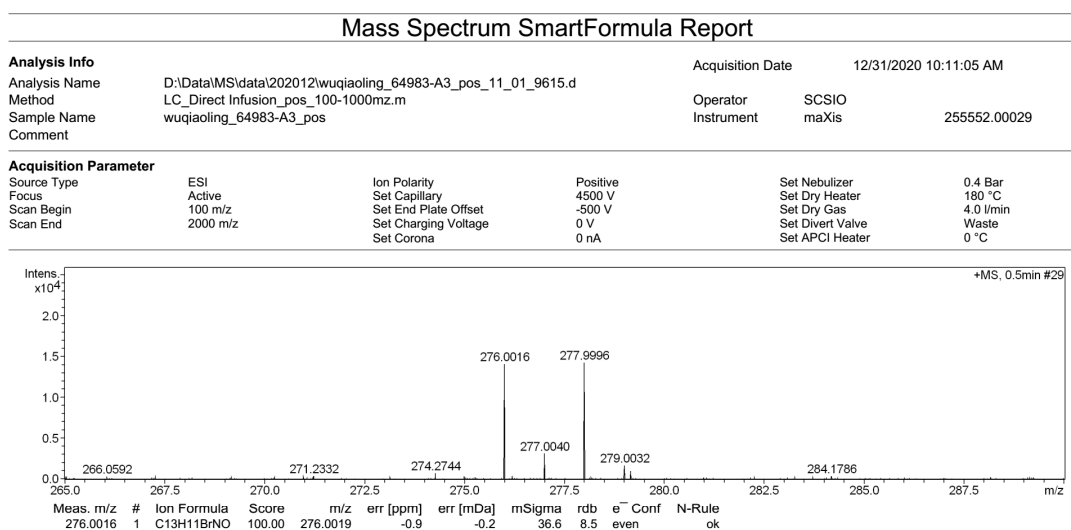 Mass Spectrum SmartFormula Report
Analysis Info
Acquisition Date 12/31/2020 10:11:05 AM
Analysis Name D:\Data\MS\data\202012\wuqiaoling_64983-A3_pos_11_01_9615.d
Method LC_Direct Infusion_pos_100-1000mz.m Operator SCSIO
Sample Name wuqiaoling_64983-A3_pos Instrument maXis 255552.00029
Comment
Acquisition Parameter
Source Type ESI Ion Polarity Positive Set Nebulizer 0.4 Bar
Focus Active Set Capillary 4500 V Set Dry Heater 180 °C
Scan Begin 100 m/z Set End Plate Offset -500 V Set Dry Gas 4.0 l/min
Scan End 2000 m/z Set Charging Voltage 0 V Set Divert Valve Waste
Set Corona 0 nA Set APCI Heater 0 °C
Intens. +MS, 0.5min #29
x10⁴
2.0
1.5
276.0016 277.9996
1.0
0.5
277.0040
279.0032
266.0592 271.2332 274.2744 284.1786
0.0
265.0 267.5 270.0 272.5 275.0 277.5 280.0 282.5 285.0 287.5 m/z
Meas. m/z # Ion Formula Score m/z err [ppm] err [mDa] mSigma rdb e⁻ Conf N-Rule
276.0016 1 C13H11BrNO 100.00 276.0019 -0.9 -0.2 36.6 8.5 even ok